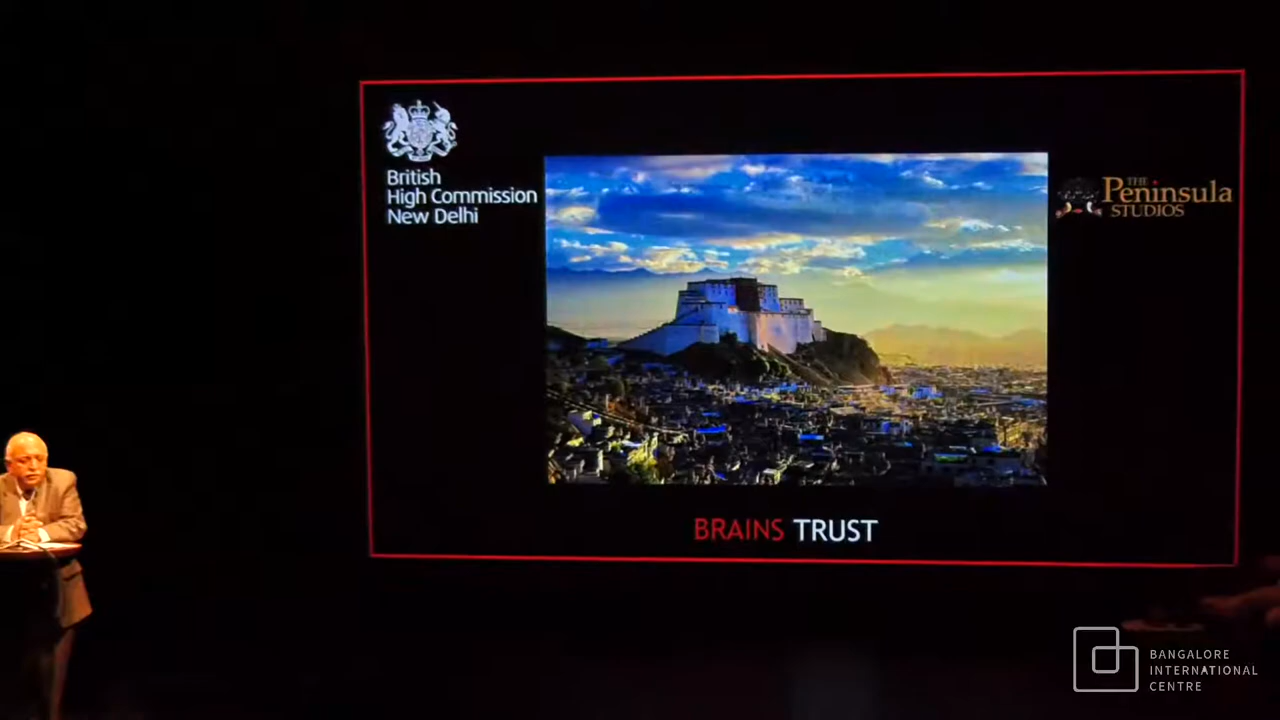 British
High Commission
New Delhi
THE
Peninsula
STUDIOS
BRAINS TRUST
BANGALORE
INTERNATIONAL
CENTRE